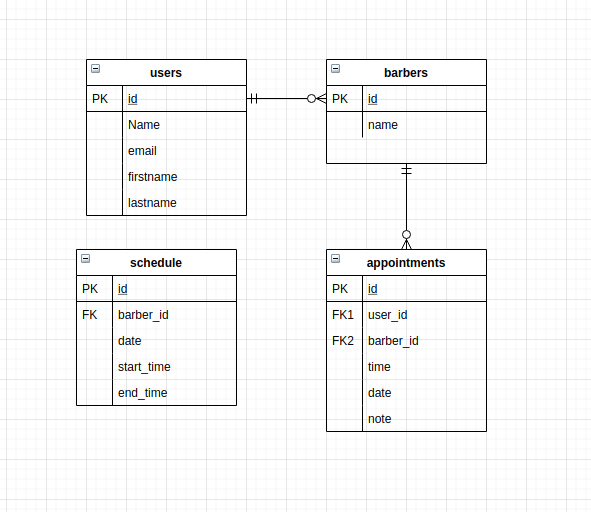 users
PK id
Name
email
firstname
lastname
barbers
PK id
name
schedule
PK id
FK barber_id
date
start_time
end_time
appointments
PK id
FK1 user_id
FK2 barber_id
time
date
note